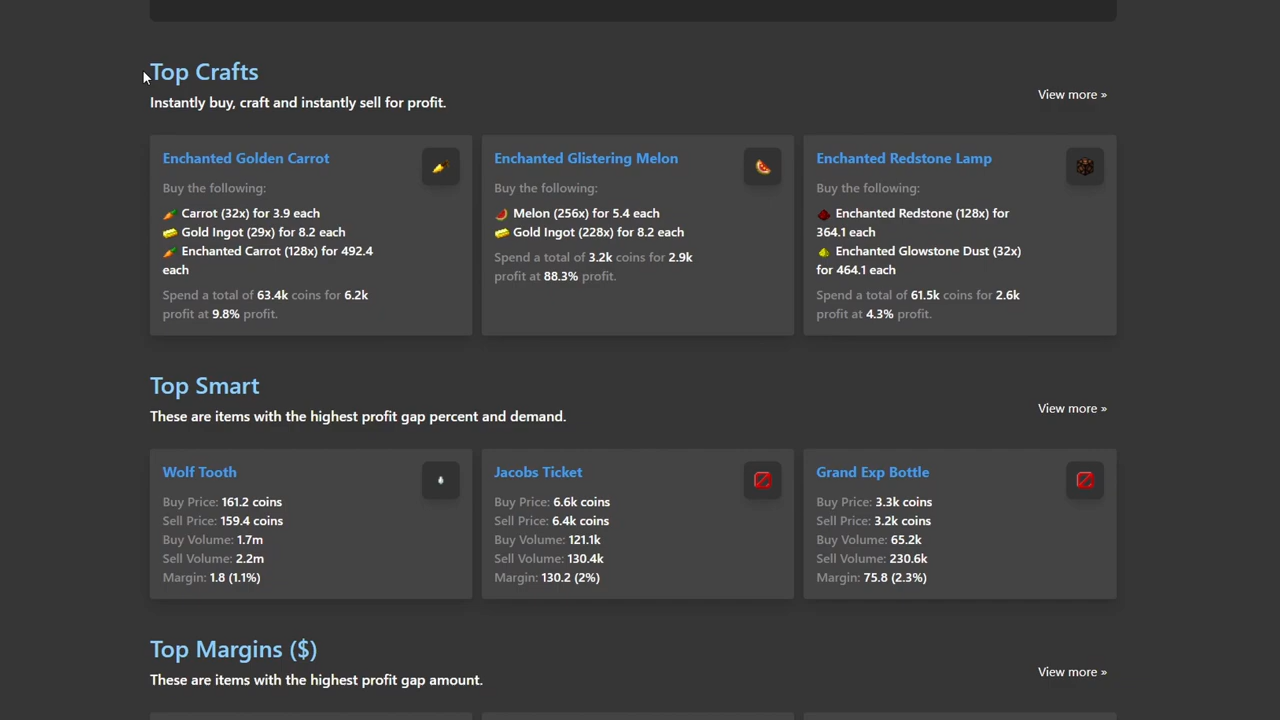 Top Crafts
Instantly buy, craft and instantly sell for profit.
View more »
Enchanted Golden Carrot
Buy the following:
Carrot (32x) for 3.9 each
Gold Ingot (29x) for 8.2 each
Enchanted Carrot (128x) for 492.4
each
Spend a total of 63.4k coins for 6.2k
profit at 9.8% profit.
Enchanted Glistering Melon
Buy the following:
Melon (256x) for 5.4 each
Gold Ingot (228x) for 8.2 each
Spend a total of 3.2k coins for 2.9k
profit at 88.3% profit.
Enchanted Redstone Lamp
Buy the following:
Enchanted Redstone (128x) for
364.1 each
Enchanted Glowstone Dust (32x)
for 464.1 each
Spend a total of 61.5k coins for 2.6k
profit at 4.3% profit.
Top Smart
These are items with the highest profit gap percent and demand.
View more »
Wolf Tooth
Buy Price: 161.2 coins
Sell Price: 159.4 coins
Buy Volume: 1.7m
Sell Volume: 2.2m
Margin: 1.8 (1.1%)
Jacobs Ticket
Buy Price: 6.6k coins
Sell Price: 6.4k coins
Buy Volume: 121.1k
Sell Volume: 130.4k
Margin: 130.2 (2%)
Grand Exp Bottle
Buy Price: 3.3k coins
Sell Price: 3.2k coins
Buy Volume: 65.2k
Sell Volume: 230.6k
Margin: 75.8 (2.3%)
Top Margins ($)
These are items with the highest profit gap amount.
View more »